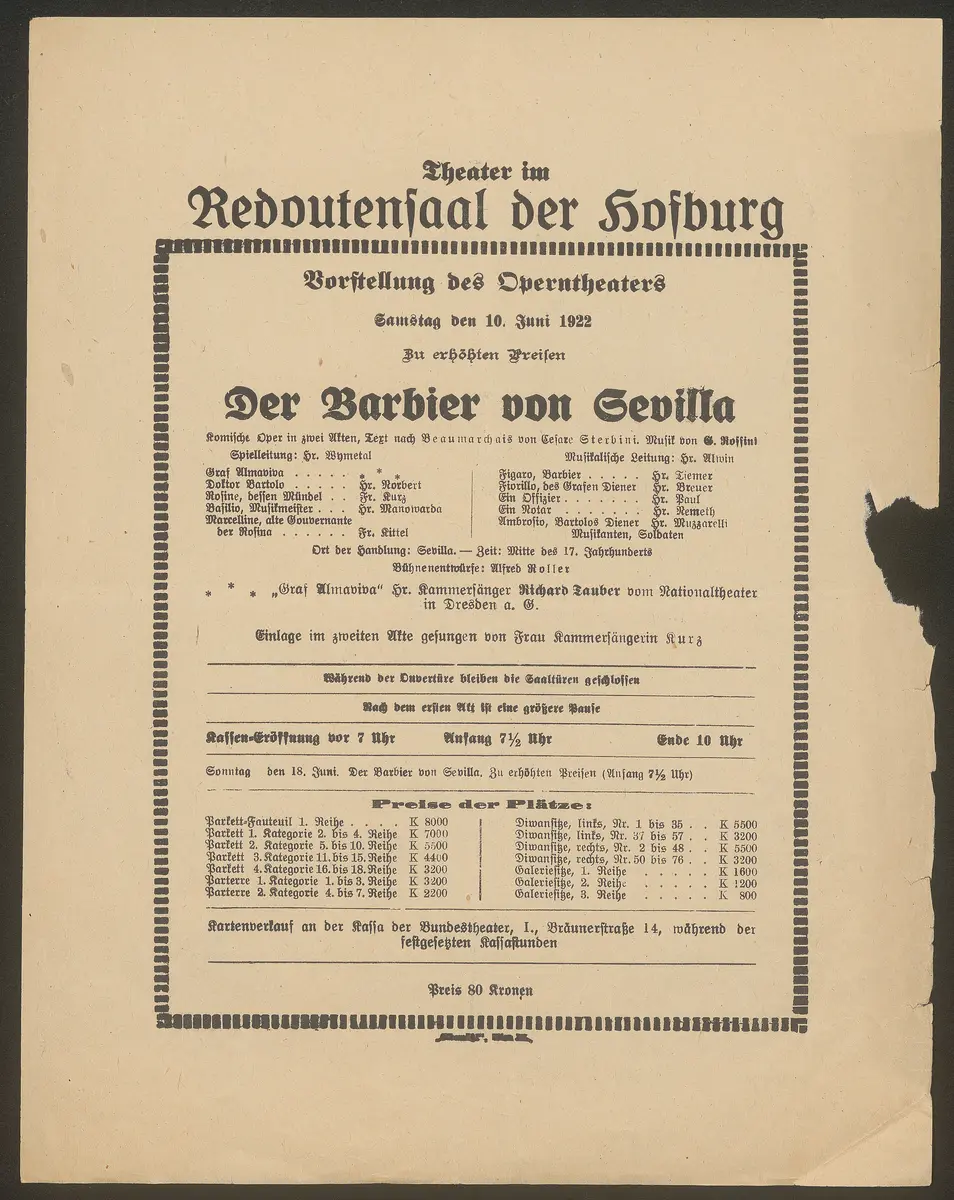 Theater im
Redoutensaal der Hofburg
Vorstellung des Operntheaters
Samstag den 10. Juni 1922
Zu erhöhten Preisen
Der Barbier von Sevilla
Komische Oper in zwei Akten, Text nach Beaumarchais von Cesare Sterbini. Musik von G. Rossini
Spielleitung: Hr. Wymetal
Musikalische Leitung: Hr. Alwin
Graf Almaviva . . . . . * * *
Doktor Bartolo . . . . . Hr. Norbert
Rosine, dessen Mündel . . Fr. Kurz
Basilio, Musikmeister . . . Hr. Manowarda
Marcelline, alte Gouvernante
der Rosina . . . . . . Fr. Kittel
Figaro, Barbier . . . . . Hr. Tiemer
Fiorillo, des Grafen Diener Hr. Breuer
Ein Offizier . . . . . . . Hr. Paul
Ein Notar . . . . . . . Hr. Nemeth
Ambrosio, Bartolos Diener Hr. Muzzarelli
Musikanten, Soldaten
Ort der Handlung: Sevilla. — Zeit: Mitte des 17. Jahrhunderts
Bühnenentwürfe: Alfred Roller
* * * „Graf Almaviva“ Hr. Kammersänger Richard Tauber vom Nationaltheater
in Dresden a. G.
Einlage im zweiten Akte gesungen von Frau Kammersängerin Kurz
Während der Ouvertüre bleiben die Saaltüren geschlossen
Nach dem ersten Akt ist eine größere Pause
Kassen-Eröffnung vor 7 Uhr Anfang 7½ Uhr Ende 10 Uhr
Sonntag den 18. Juni. Der Barbier von Sevilla. Zu erhöhten Preisen (Anfang 7½ Uhr)
Preise der Plätze:
Parkett-Fauteuil 1. Reihe . . . . K 8000
Parkett 1. Kategorie 2. bis 4. Reihe K 7000
Parkett 2. Kategorie 5. bis 10. Reihe K 5500
Parkett 3. Kategorie 11. bis 15. Reihe K 4400
Parkett 4. Kategorie 16. bis 18. Reihe K 3200
Parterre 1. Kategorie 1. bis 3. Reihe K 3200
Parterre 2. Kategorie 4. bis 7. Reihe K 2200
Diwansitze, links, Nr. 1 bis 35 . . K 5500
Diwansitze, links, Nr. 37 bis 57 . . K 3200
Diwansitze, rechts, Nr. 2 bis 48 . . K 5500
Diwansitze, rechts, Nr. 50 bis 76 . . K 3200
Galeriesitze, 1. Reihe . . . . . K 1600
Galeriesitze, 2. Reihe . . . . . K 1200
Galeriesitze, 3. Reihe . . . . . K 800
Kartenverkauf an der Kassa der Bundestheater, I., Bräunerstraße 14, während der
festgesetzten Kassastunden
Preis 80 Kronen